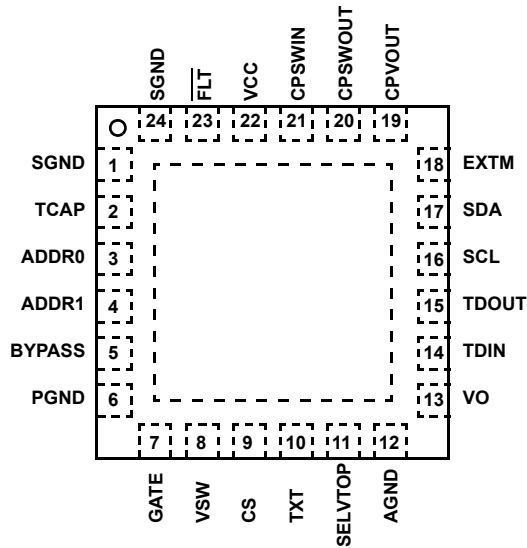 SGND
FLT
VCC
CPSWIN
CPSWOUT
CPVOUT
24
23
22
21
20
19
SGND 1
18 EXTM
TCAP 2
17 SDA
ADDR0 3
16 SCL
ADDR1 4
15 TDOUT
BYPASS 5
14 TDIN
PGND 6
13 VO
7
8
9
10
11
12
GATE
VSW
CS
TXT
SELVTOP
AGND